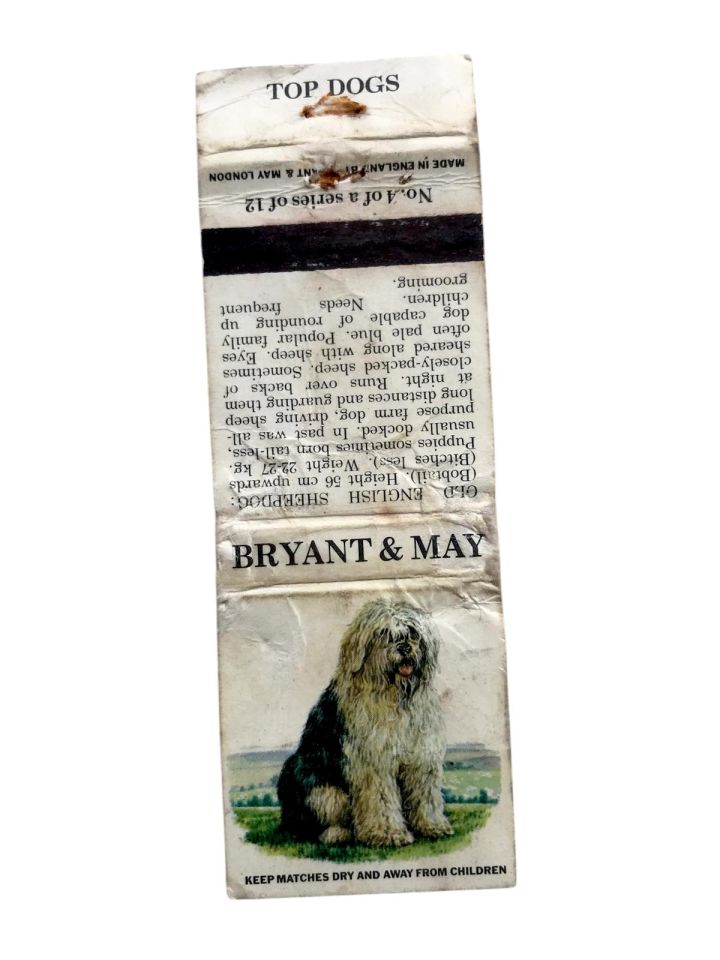 TOP DOGS
BRYANT & MAY
KEEP MATCHES DRY AND AWAY FROM CHILDREN
OLD ENGLISH SHEEPDOG:
(Bobtail). Height 56 cm upwards
(Bitches less). Weight 22-27 kg.
Puppies sometimes born tail-less,
usually docked. In past was all-
purpose farm dog, driving sheep
long distances and guarding them
at night. Runs over backs of
closely-packed sheep. Sometimes
sheared along with sheep. Eyes
often pale blue. Popular family
dog capable of rounding up
children. Needs frequent
grooming.
No. 4 of a series of 12
MADE IN ENGLAND BY BRYANT & MAY LONDON